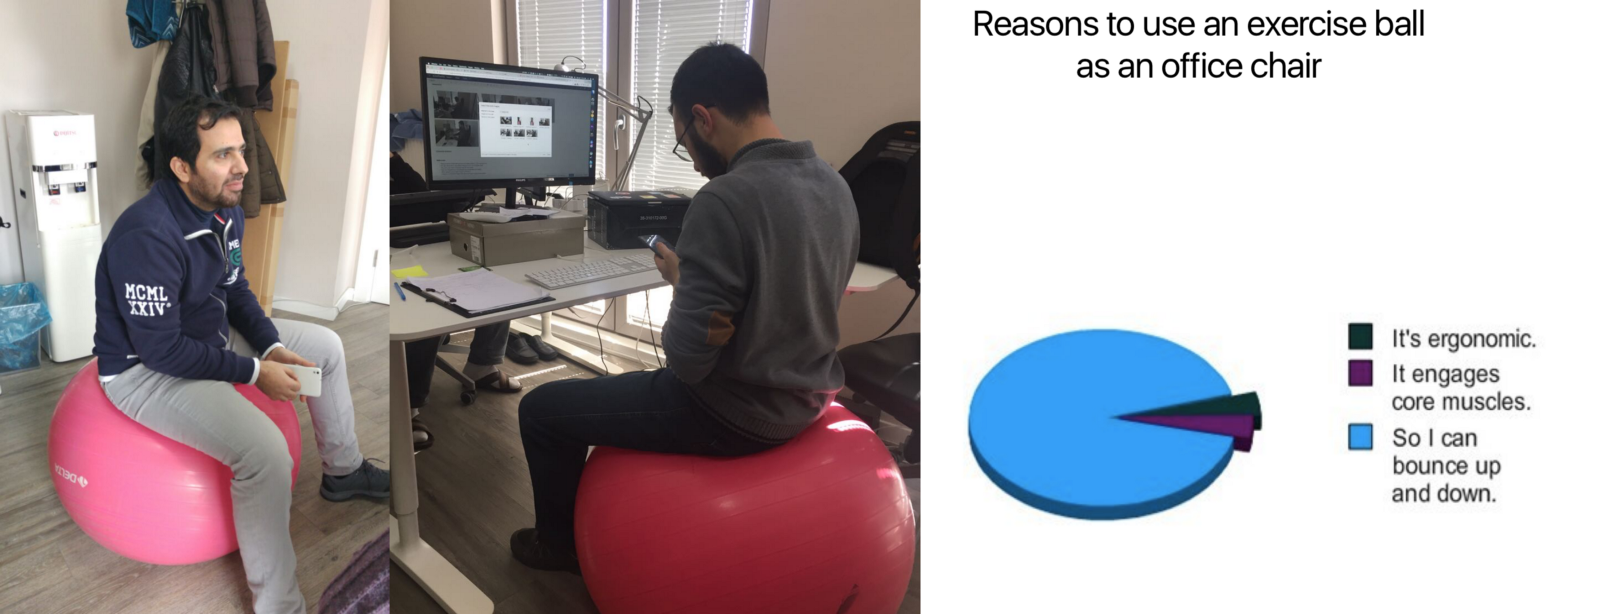 MCML
XXIV°
DELTA
Reasons to use an exercise ball
as an office chair
It's ergonomic.
It engages
core muscles.
So I can
bounce up
and down.